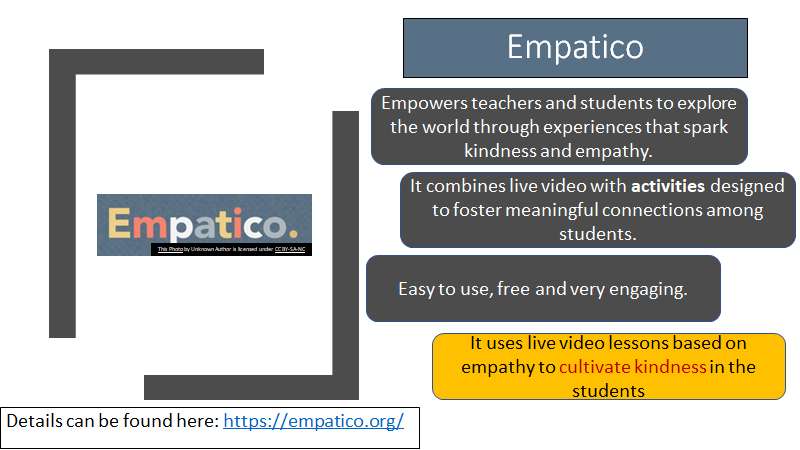 Empatico
Empowers teachers and students to explore
the world through experiences that spark
kindness and empathy.
It combines live video with activities designed
to foster meaningful connections among
students.
Empatico.
This Photo by Unknown Author is licensed under CC BY-SA-NC
Easy to use, free and very engaging.
It uses live video lessons based on
empathy to cultivate kindness in the
students
Details can be found here: https://empatico.org/